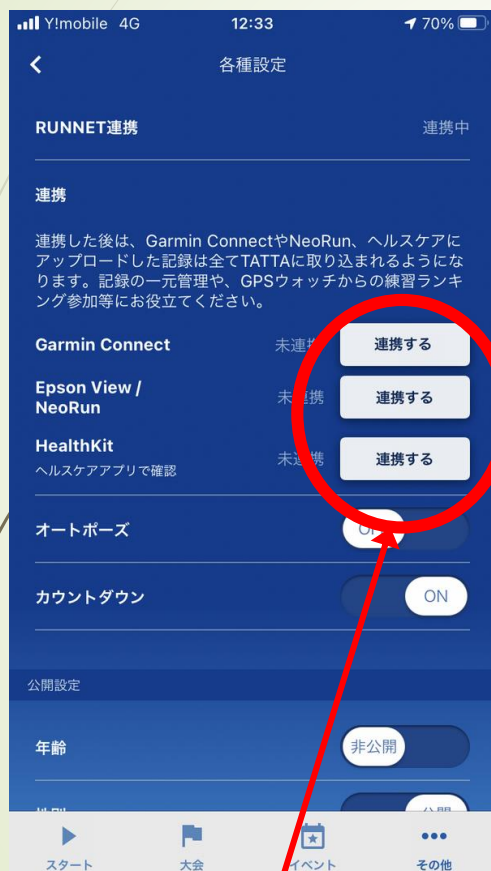 Y!mobile 4G 12:33 70%
各種設定
RUNNET連携 連携中
連携
連携した後は、Garmin ConnectやNeoRun、ヘルスケアに
アップロードした記録は全てTATTAに取り込まれるようにな
ります。記録の一元管理や、GPSウォッチからの練習ランキ
ング参加等にお役立てください。
Garmin Connect 未連携 連携する
Epson View /
NeoRun 未連携 連携する
HealthKit 未連携 連携する
ヘルスケアアプリで確認
オートポーズ OFF
カウントダウン ON
公開設定
年齢 非公開
スタート 大会 イベント その他